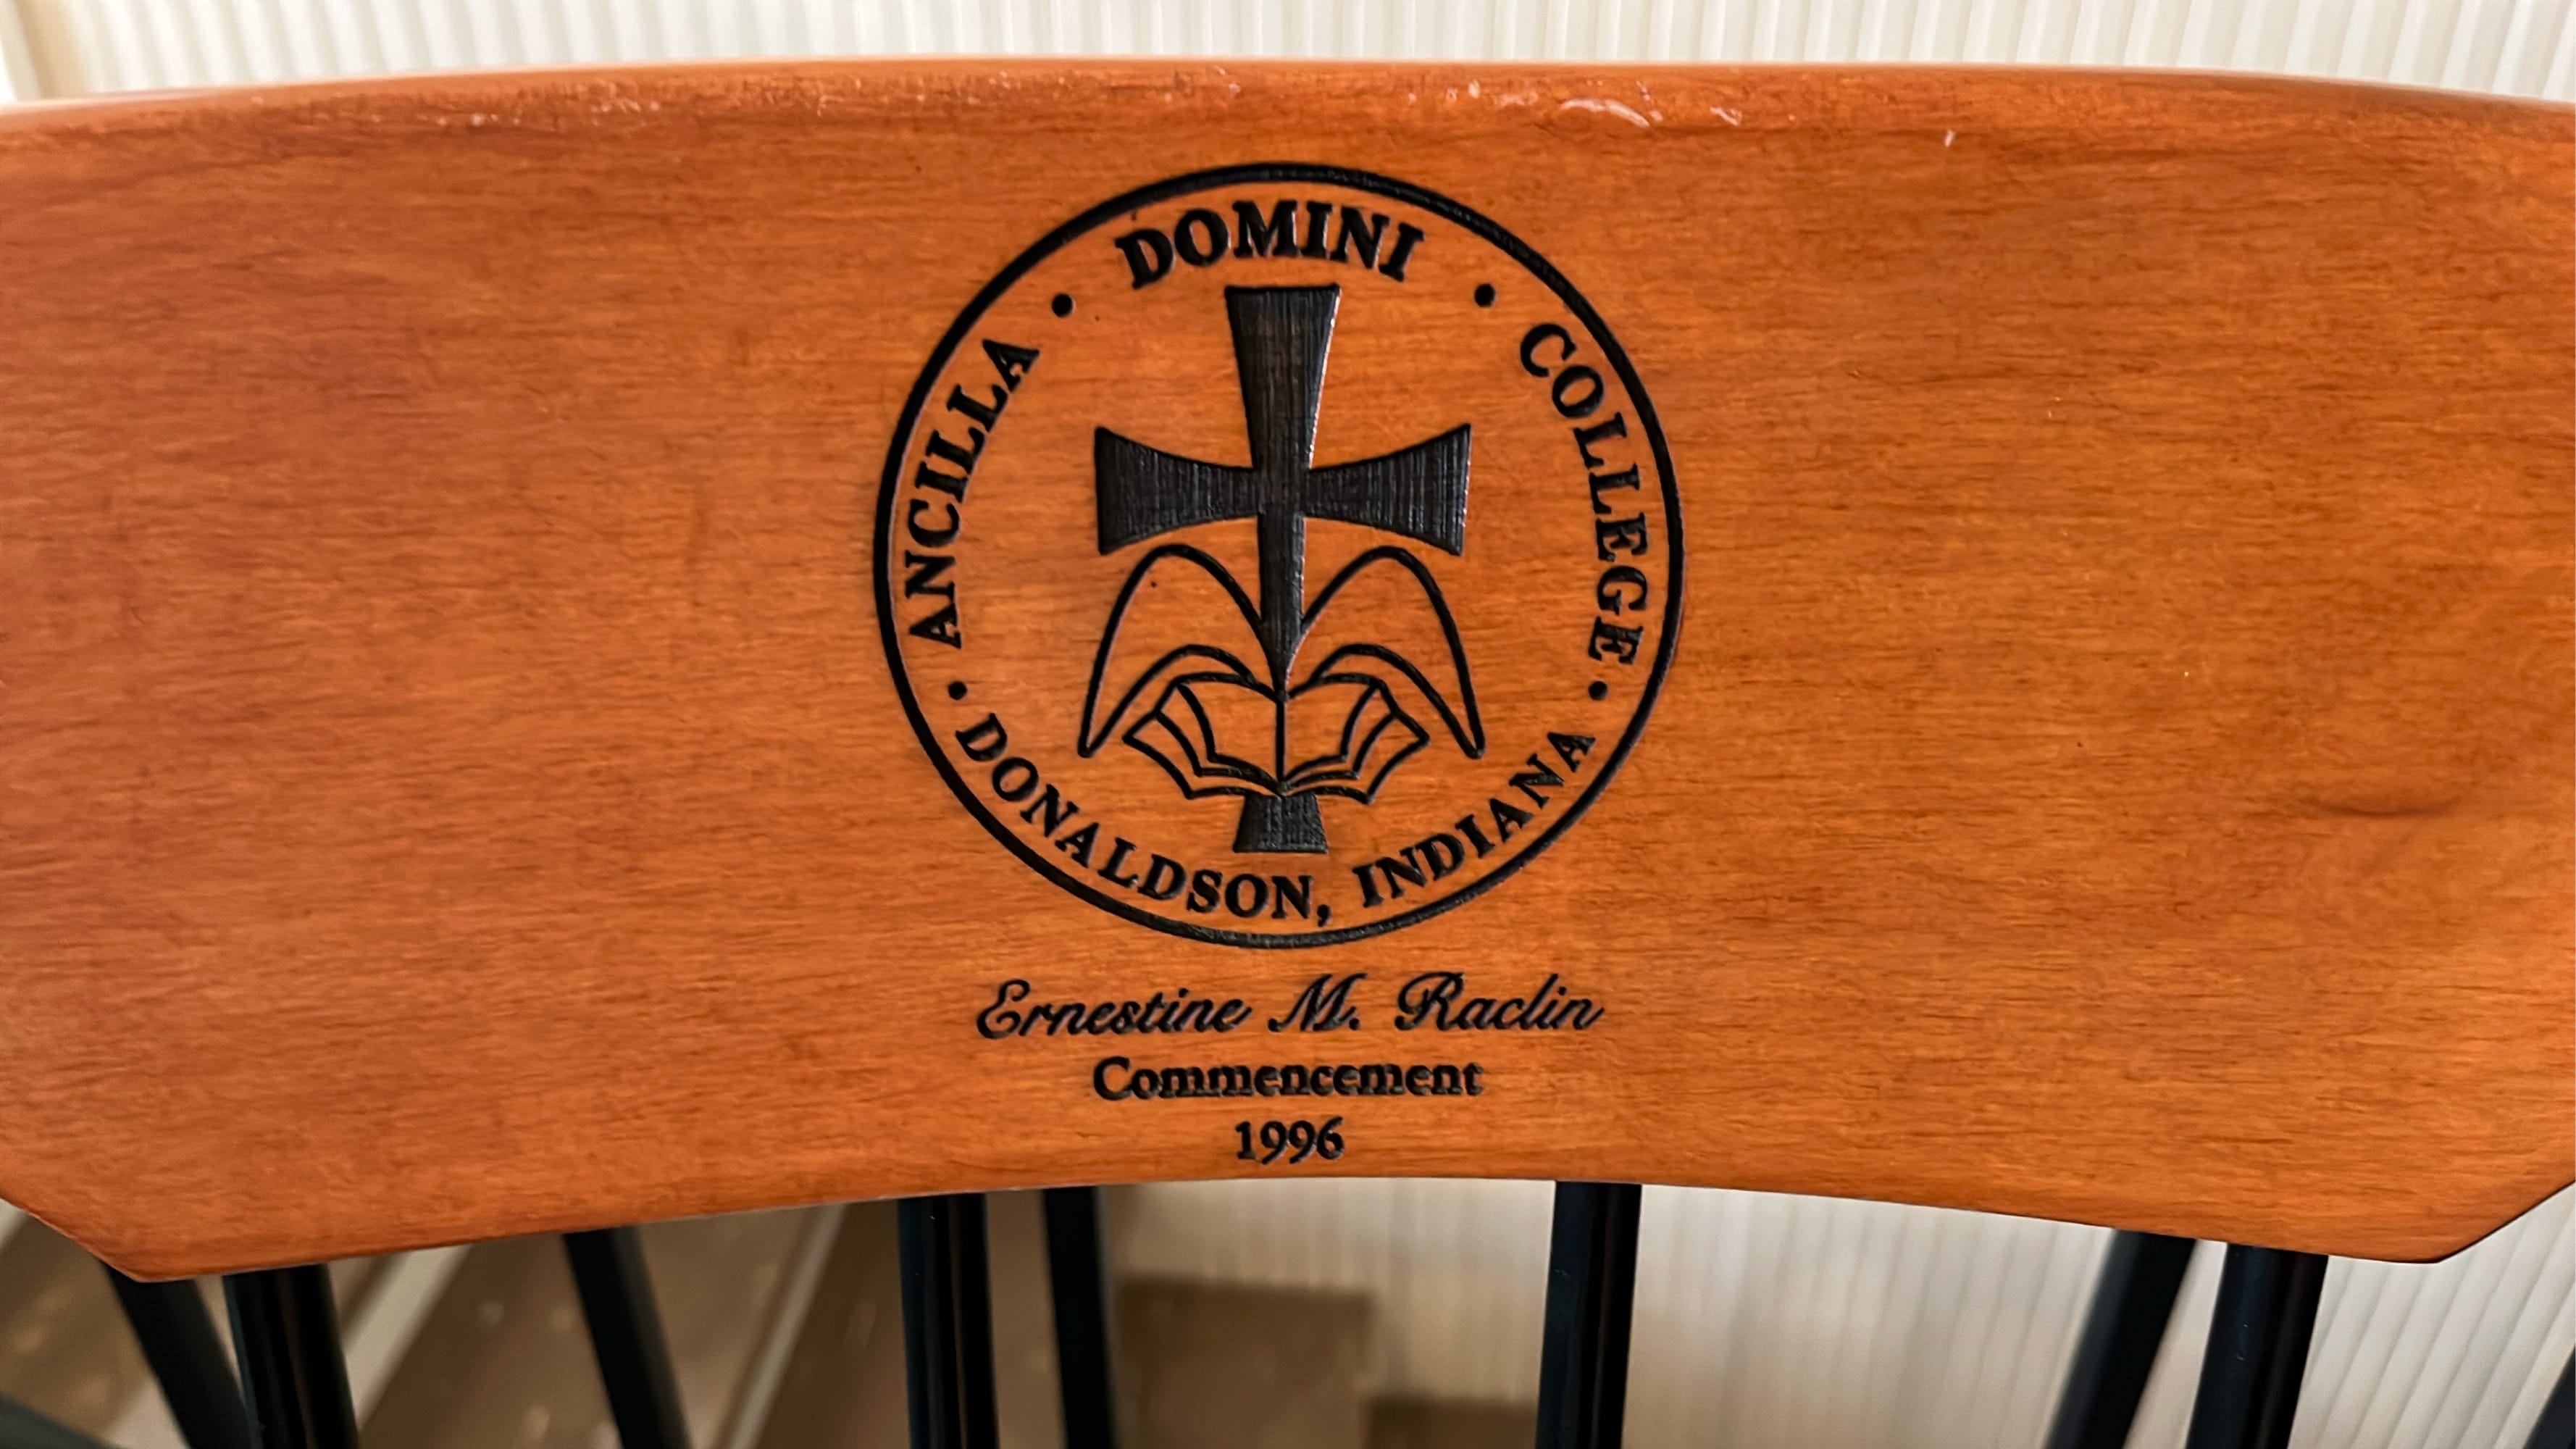 ANCILLA • DOMINI • COLLEGE
• DONALDSON, INDIANA •
Ernestine M. Raclin
Commencement
1996